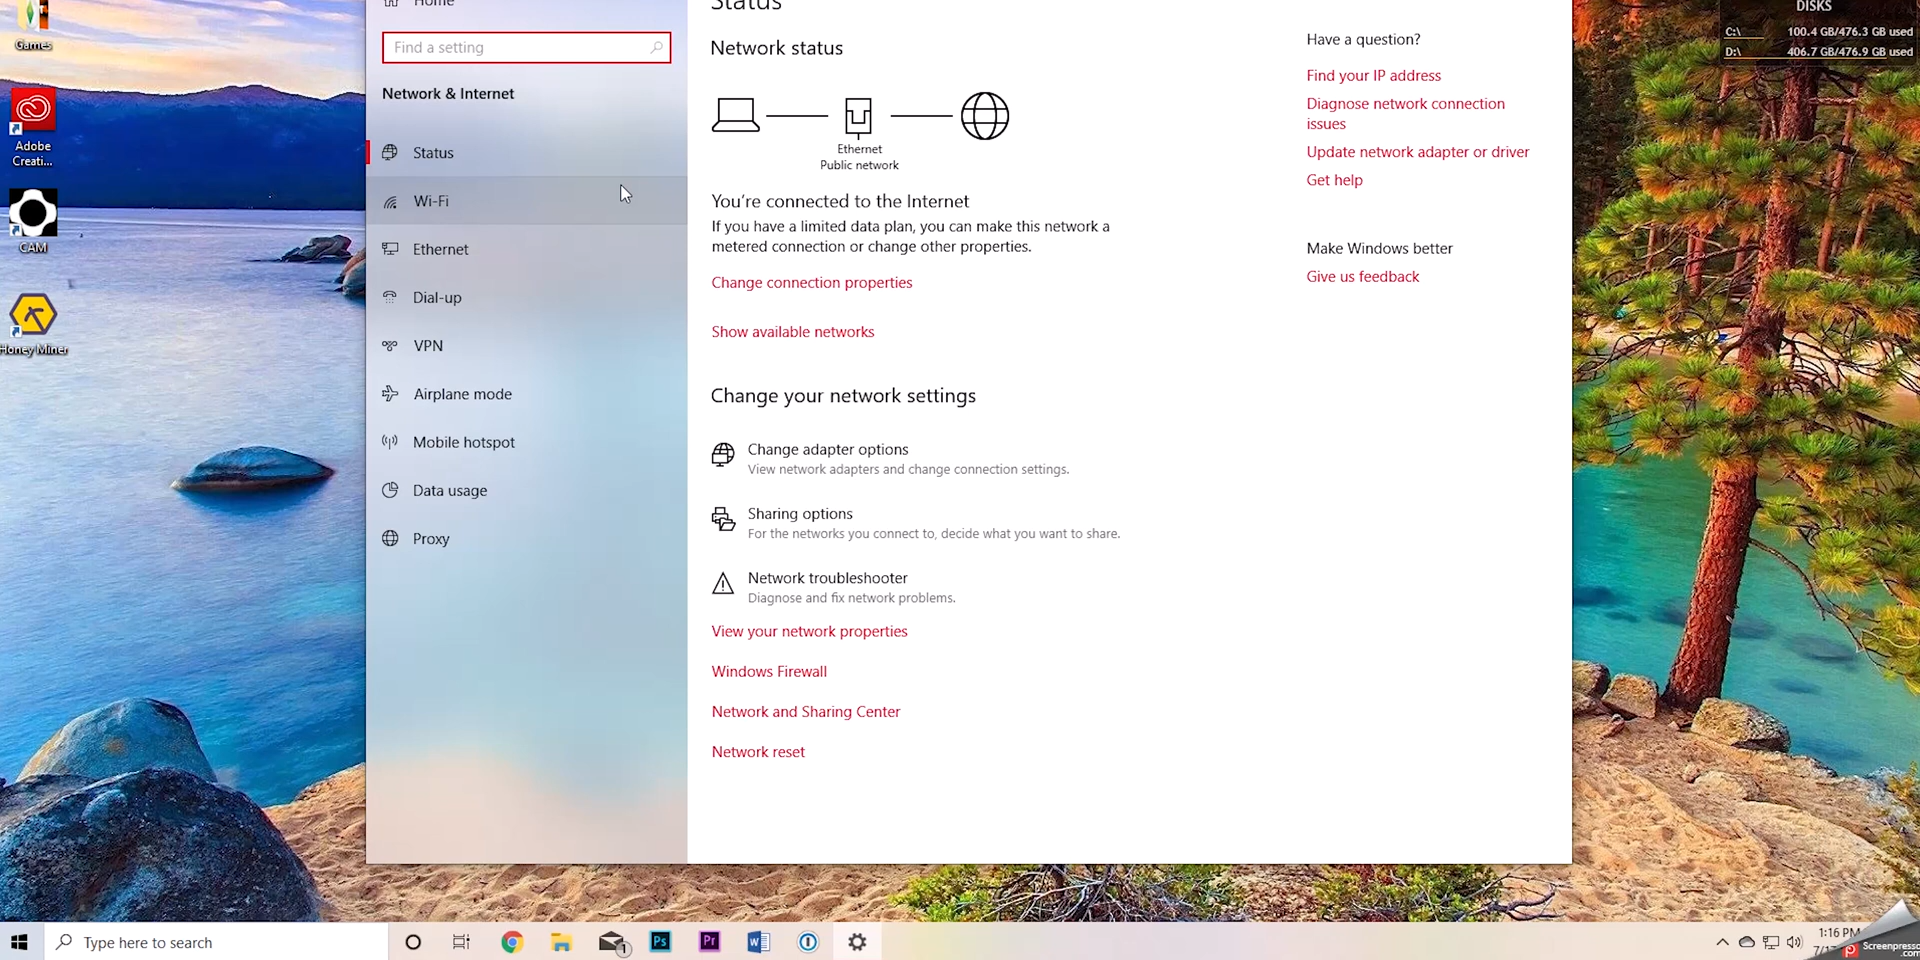 Games
Adobe
Creati...
CAM
Honey Miner
Home
Find a setting
Network & Internet
Status
Wi-Fi
Ethernet
Dial-up
VPN
Airplane mode
Mobile hotspot
Data usage
Proxy
Status
Network status
Ethernet
Public network
You're connected to the Internet
If you have a limited data plan, you can make this network a
metered connection or change other properties.
Change connection properties
Show available networks
Change your network settings
Change adapter options
View network adapters and change connection settings.
Sharing options
For the networks you connect to, decide what you want to share.
Network troubleshooter
Diagnose and fix network problems.
View your network properties
Windows Firewall
Network and Sharing Center
Network reset
Have a question?
Find your IP address
Diagnose network connection
issues
Update network adapter or driver
Get help
Make Windows better
Give us feedback
DISKS
C:\ 100.4 GB/476.3 GB used
D:\ 406.7 GB/476.9 GB used
Type here to search
1
Ps
Pr
W
1:16 PM
Screenpresso
.com